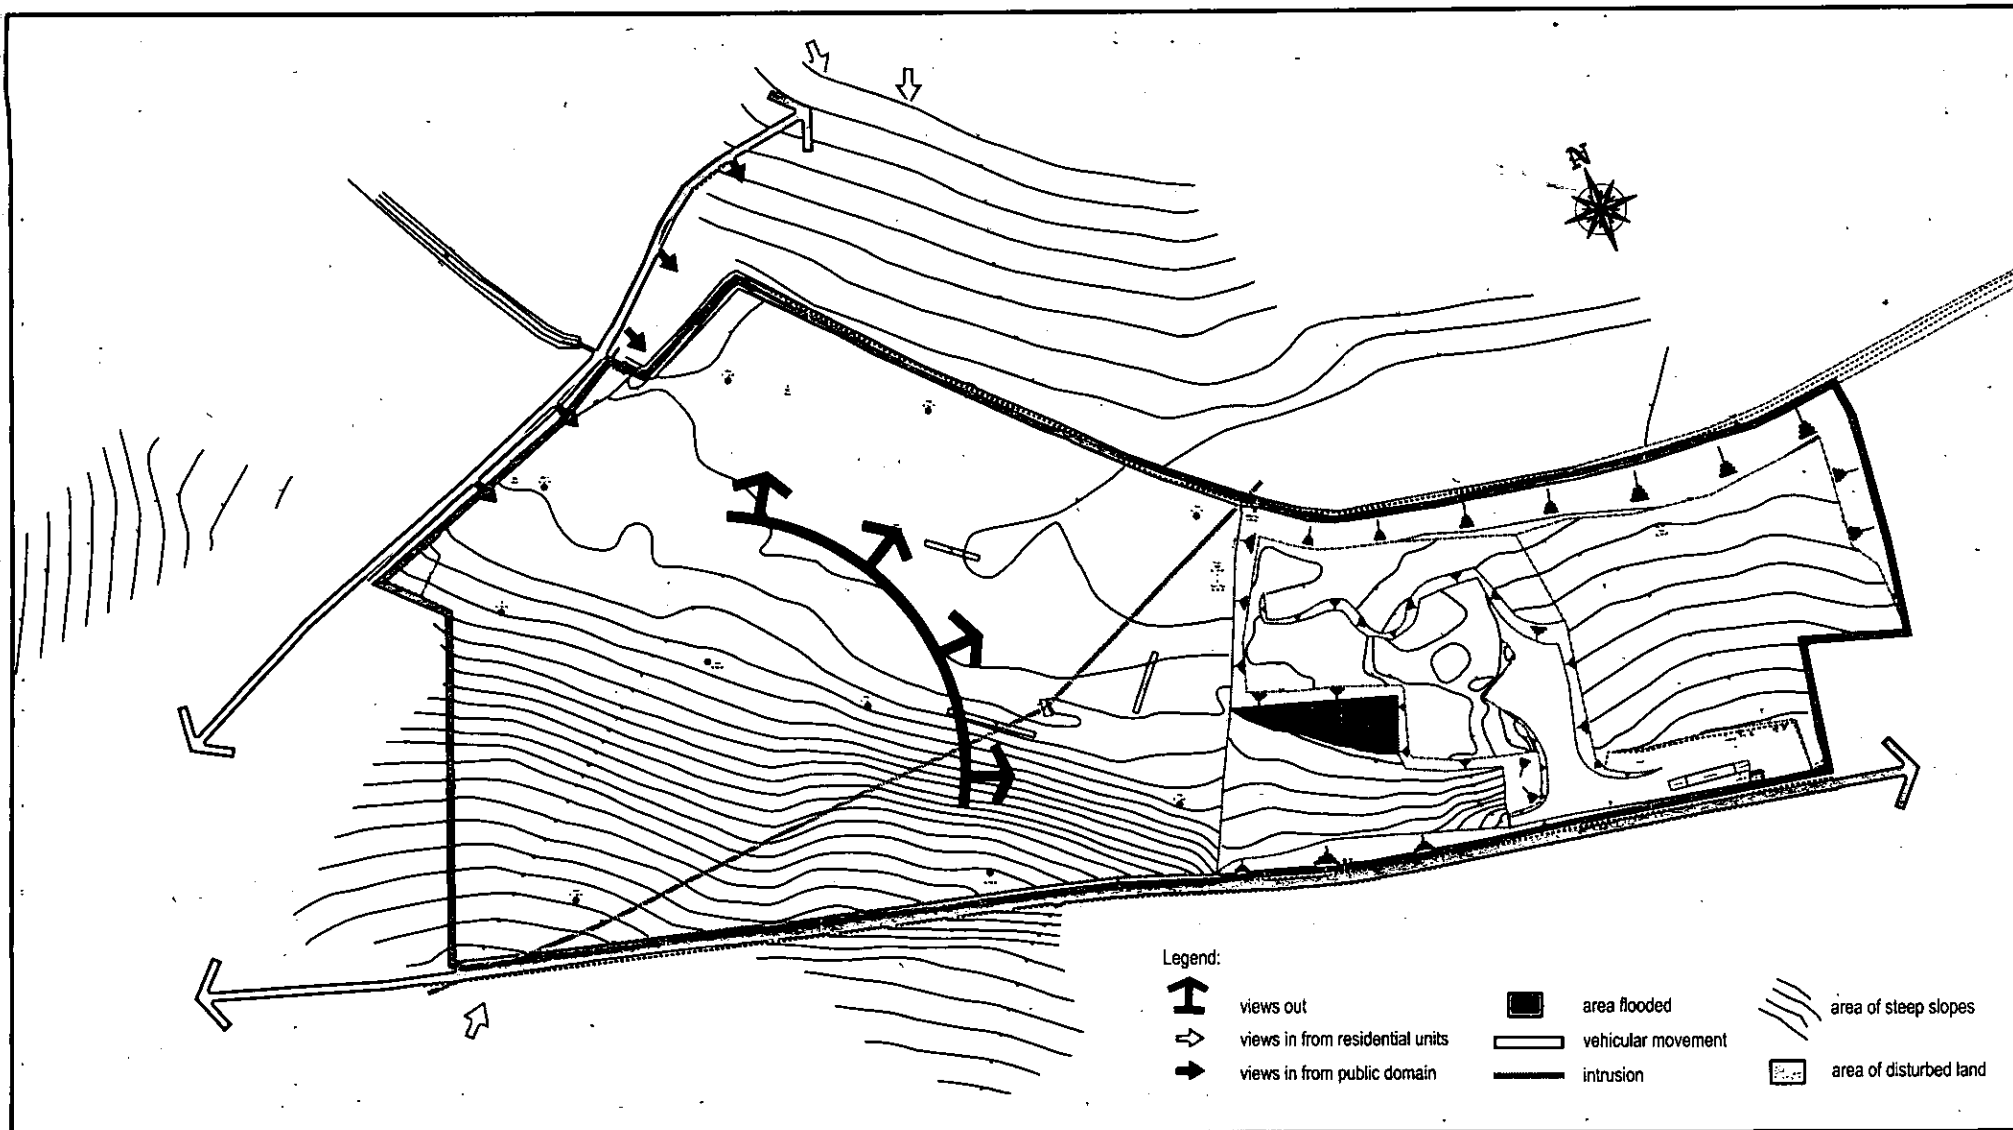 N
Legend:
views out
views in from residential units
views in from public domain
area flooded
vehicular movement
intrusion
area of steep slopes
area of disturbed land